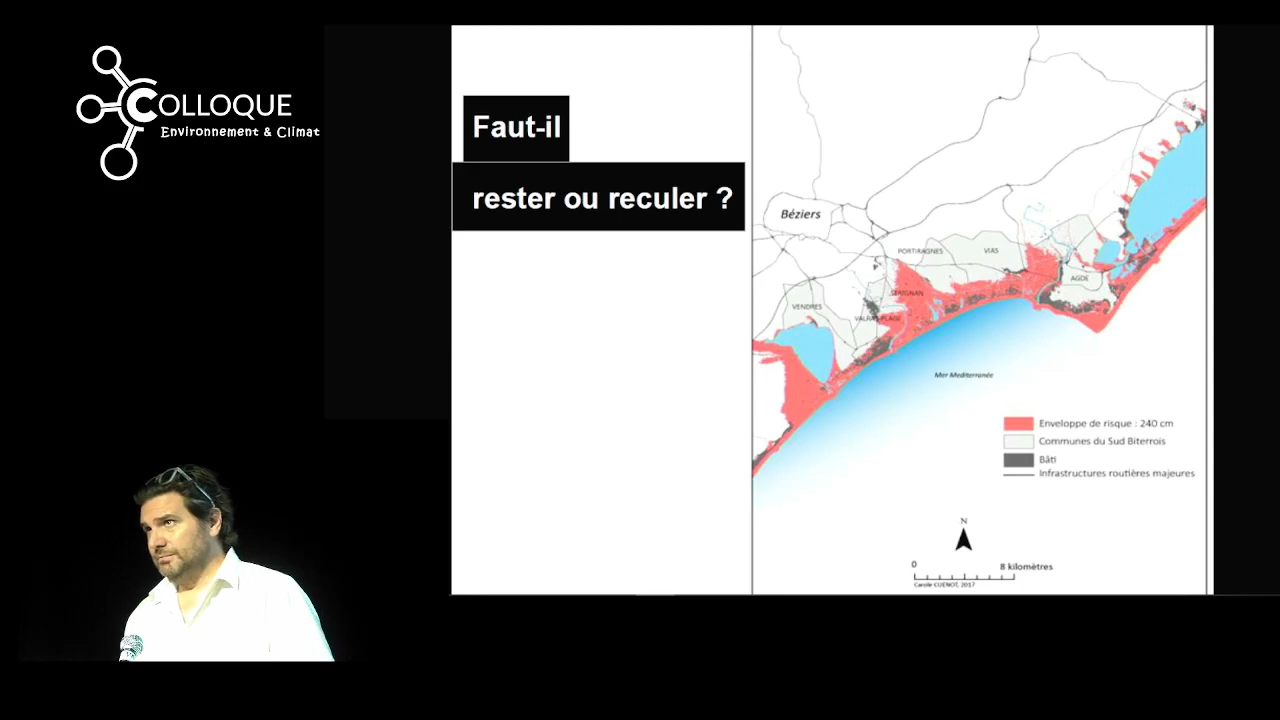 COLLOQUE
Environnement & Climat
Faut-il
rester ou reculer ?
Béziers
PORTIRAGNES
VIAS
AGDE
SERIGNAN
VENDRES
VALRAS-PLAGE
Mer Mediterranée
Enveloppe de risque : 240 cm
Communes du Sud Biterrois
Bâti
Infrastructures routières majeures
N
0
8 kilomètres
Carole CUENOT, 2017